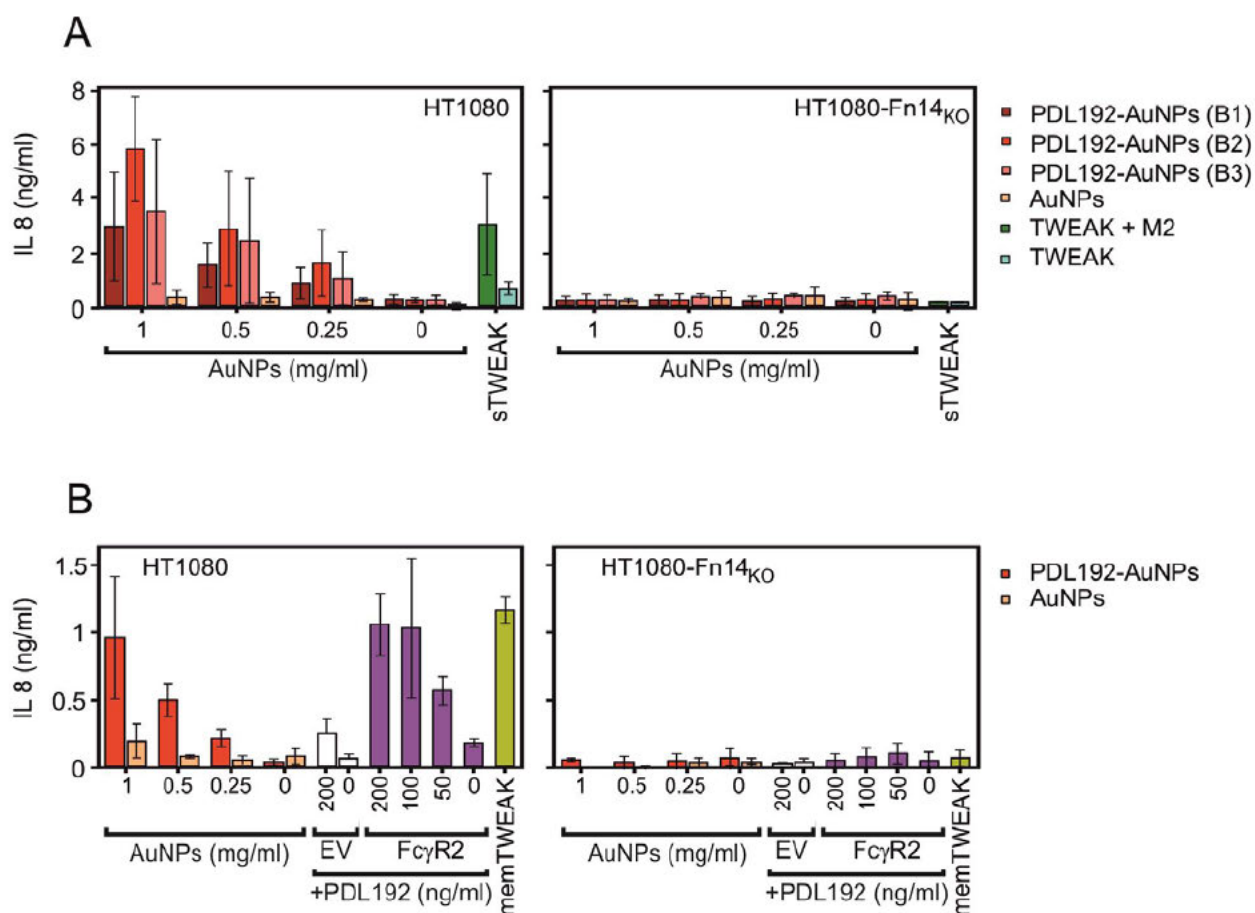 A
8
6
4
2
0
IL 8 (ng/ml)
HT1080
1 0.5 0.25 0
AuNPs (mg/ml)
sTWEAK
HT1080-Fn14KO
1 0.5 0.25 0
AuNPs (mg/ml)
sTWEAK
PDL192-AuNPs (B1)
PDL192-AuNPs (B2)
PDL192-AuNPs (B3)
AuNPs
TWEAK + M2
TWEAK
B
1.5
1
0.5
0
IL 8 (ng/ml)
HT1080
1 0.5 0.25 0 200 0 200 100 50 0
AuNPs (mg/ml) EV FcγR2
+PDL192 (ng/ml)
memTWEAK
HT1080-Fn14KO
1 0.5 0.25 0 200 0 200 100 50 0
AuNPs (mg/ml) EV FcγR2
+PDL192 (ng/ml)
memTWEAK
PDL192-AuNPs
AuNPs